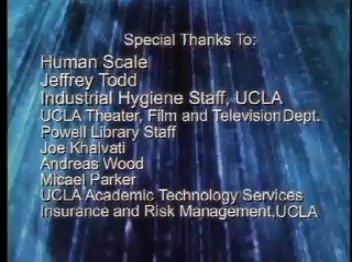 Special Thanks To:
Human Scale
Jeffrey Todd
Industrial Hygiene Staff, UCLA
UCLA Theater, Film and Television Dept.
Powell Library Staff
Joe Khalvati
Andreas Wood
Micael Parker
UCLA Academic Technology Services
Insurance and Risk Management,UCLA